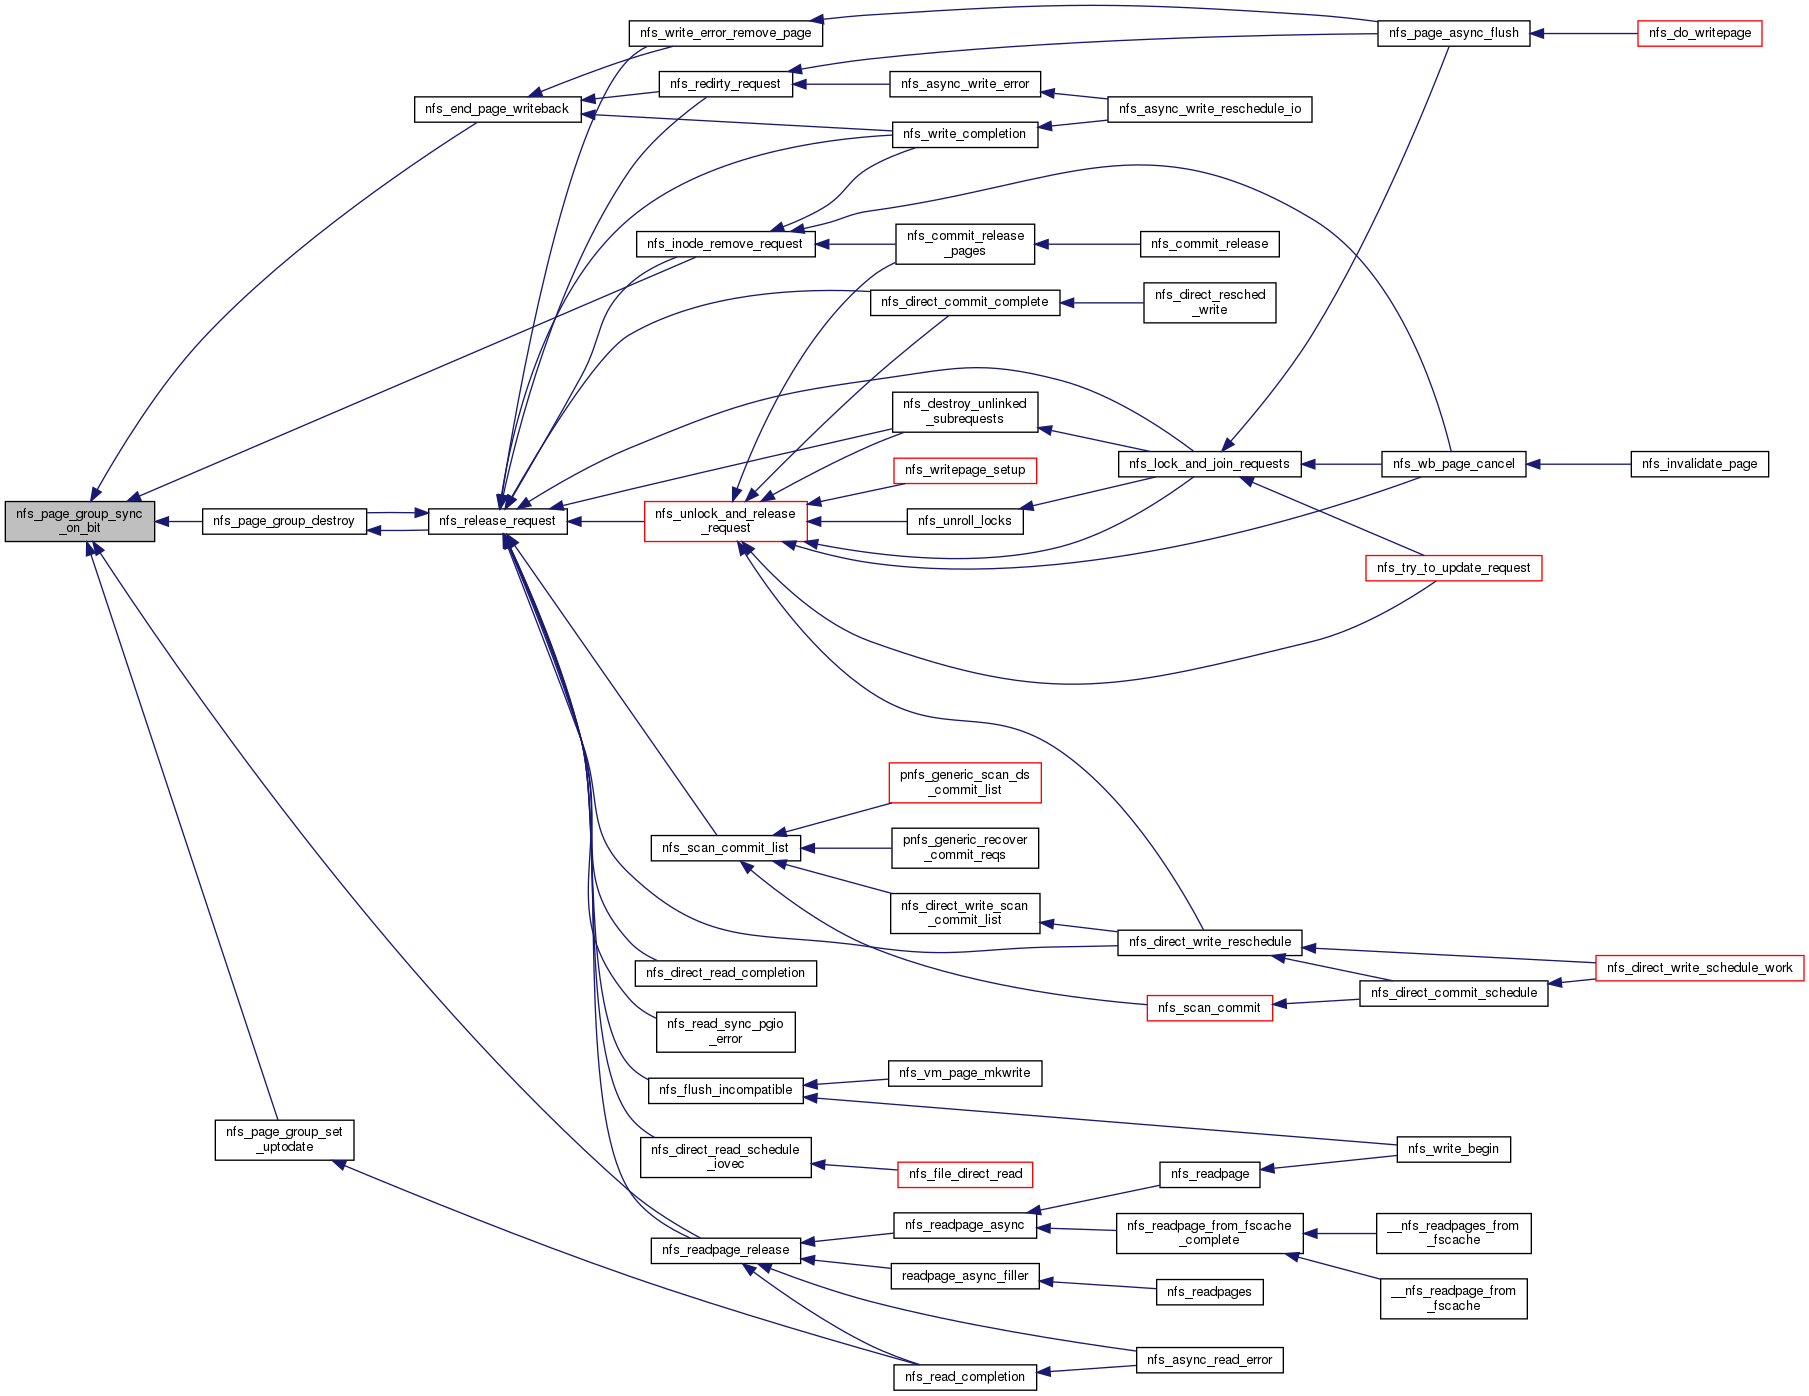 nfs_write_error_remove_page
nfs_page_async_flush
nfs_do_writepage
nfs_redirty_request
nfs_async_write_error
nfs_end_page_writeback
nfs_async_write_reschedule_io
nfs_write_completion
nfs_inode_remove_request
nfs_commit_release
_pages
nfs_commit_release
nfs_direct_commit_complete
nfs_direct_resched
_write
nfs_destroy_unlinked
_subrequests
nfs_lock_and_join_requests
nfs_wb_page_cancel
nfs_invalidate_page
nfs_writepage_setup
nfs_page_group_sync
_on_bit
nfs_page_group_destroy
nfs_release_request
nfs_unlock_and_release
_request
nfs_unroll_locks
nfs_try_to_update_request
pnfs_generic_scan_ds
_commit_list
nfs_scan_commit_list
pnfs_generic_recover
_commit_reqs
nfs_direct_write_scan
_commit_list
nfs_direct_write_reschedule
nfs_direct_read_completion
nfs_direct_write_schedule_work
nfs_direct_commit_schedule
nfs_scan_commit
nfs_read_sync_pgio
_error
nfs_vm_page_mkwrite
nfs_flush_incompatible
nfs_page_group_set
_uptodate
nfs_write_begin
nfs_direct_read_schedule
_iovec
nfs_file_direct_read
nfs_readpage
nfs_readpage_async
nfs_readpage_from_fscache
_complete
__nfs_readpages_from
_fscache
nfs_readpage_release
readpage_async_filler
nfs_readpages
__nfs_readpage_from
_fscache
nfs_async_read_error
nfs_read_completion